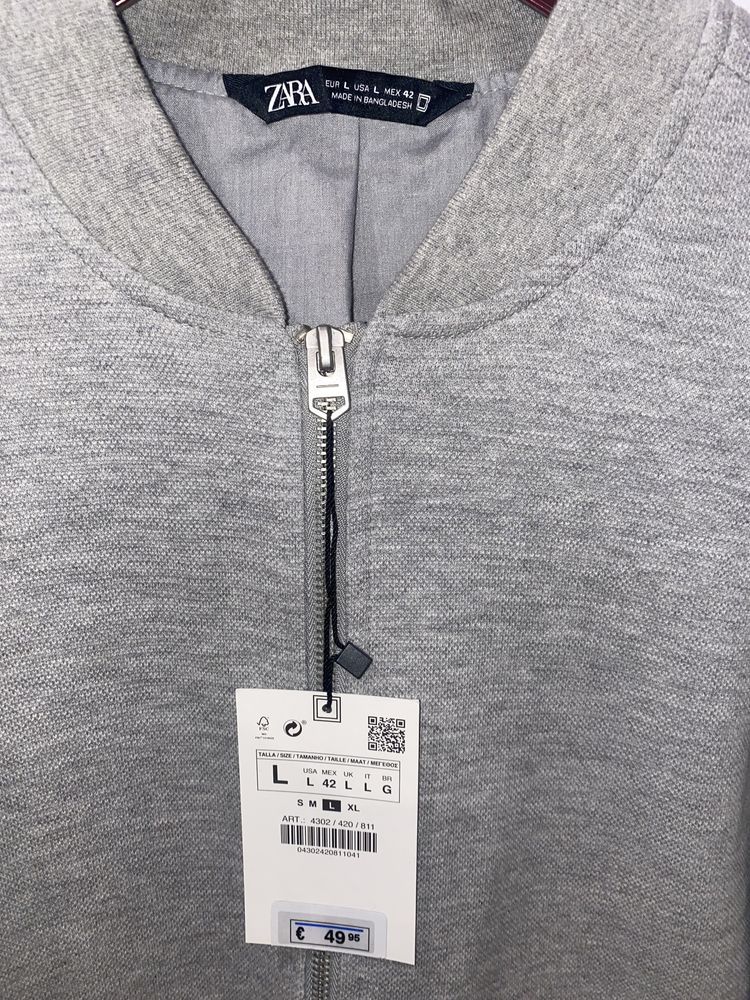 ZARA
EUR L USA L MEX 42
MADE IN BANGLADESH
FSC
TALLA / SIZE / TAMANHO / TAILLE / MAAT / ΜΕΓΕΘΟΣ
L
USA MEX UK IT BR
L 42 L L G
S M L XL
ART.: 4302 / 420 / 811
04302420811041
€ 49 95